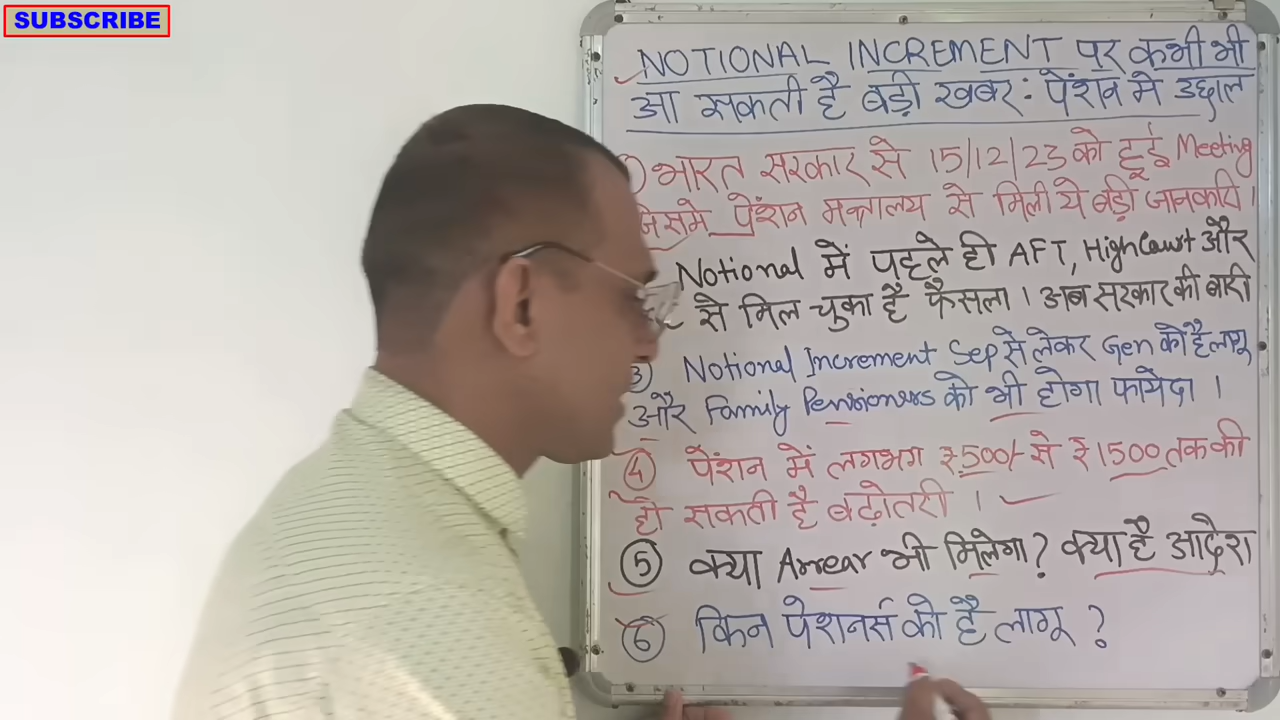 SUBSCRIBE
NOTIONAL INCREMENT पर कभी भी
आ सकती है बड़ी खबर: पेंशन मे उछाल
भारत सरकार से 15/12/23 को हुई Meeting
जिसमे पेंशन मन्त्रालय से मिली ये बड़ी जानकारी।
Notional में पहले ही AFT, High Court और
से मिल चुका है फैसला। अब सरकार की बारी
3 Notional Increment Sep से लेकर Gen को है लागू
और Family Pensioners को भी होगा फायदा।
4 पेंशन में लगभग ₹500/- से ₹1500 तक की
हो सकती है बढ़ोतरी।
5 क्या Arrear भी मिलेगा? क्या है आदेश
6 किन पेशनर्स को है लागू?